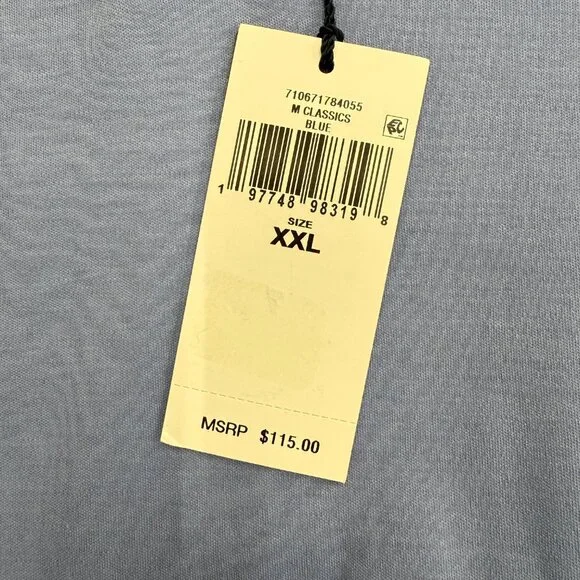 710671784055
M CLASSICS
BLUE
1 97748 98319 8
SIZE
XXL
MSRP $115.00